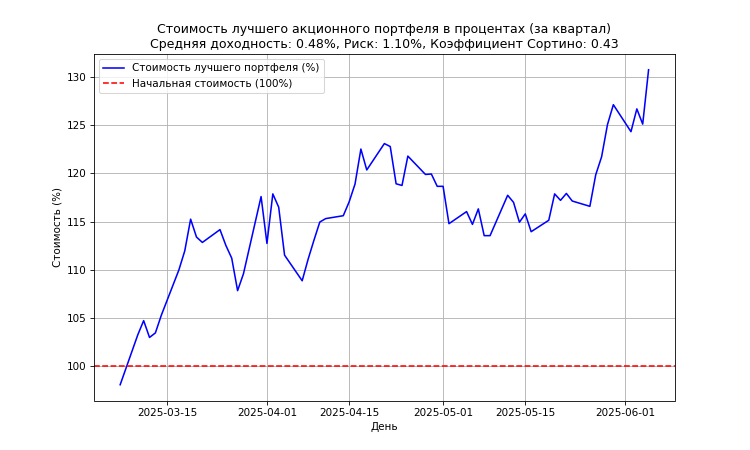 Стоимость лучшего акционного портфеля в процентах (за квартал)
Средняя доходность: 0.48%, Риск: 1.10%, Коэффициент Сортино: 0.43
Стоимость лучшего портфеля (%)
Начальная стоимость (100%)
Стоимость (%)
130
125
120
115
110
105
100
2025-03-15
2025-04-01
2025-04-15
2025-05-01
2025-05-15
2025-06-01
День